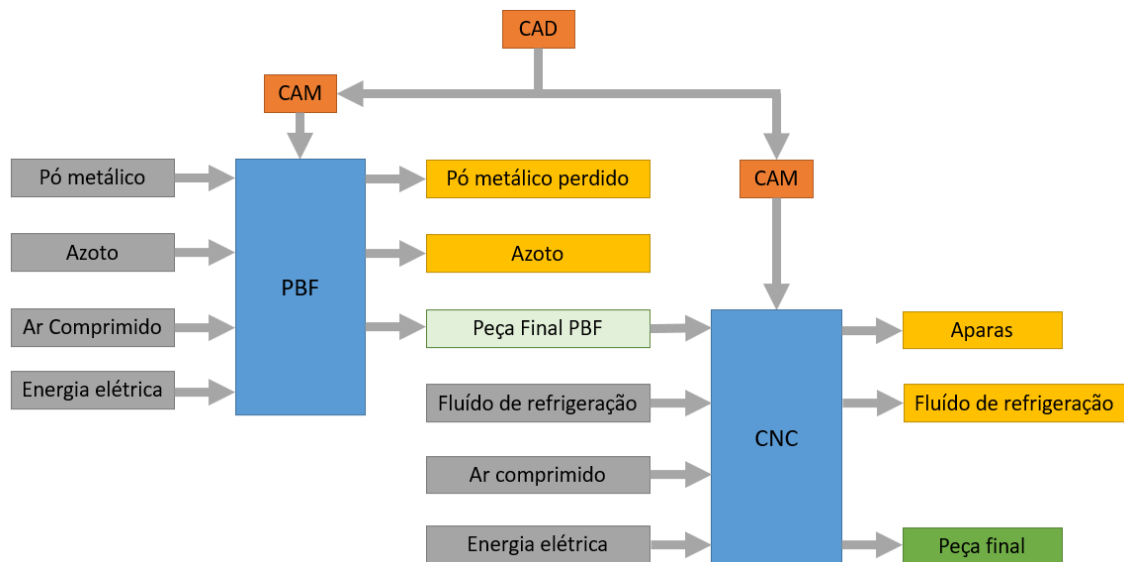 CAD
CAM
Pó metálico
Pó metálico perdido
CAM
Azoto
Azoto
PBF
Ar Comprimido
Peça Final PBF
Aparas
Energia elétrica
Fluído de refrigeração
Fluído de refrigeração
CNC
Ar comprimido
Energia elétrica
Peça final